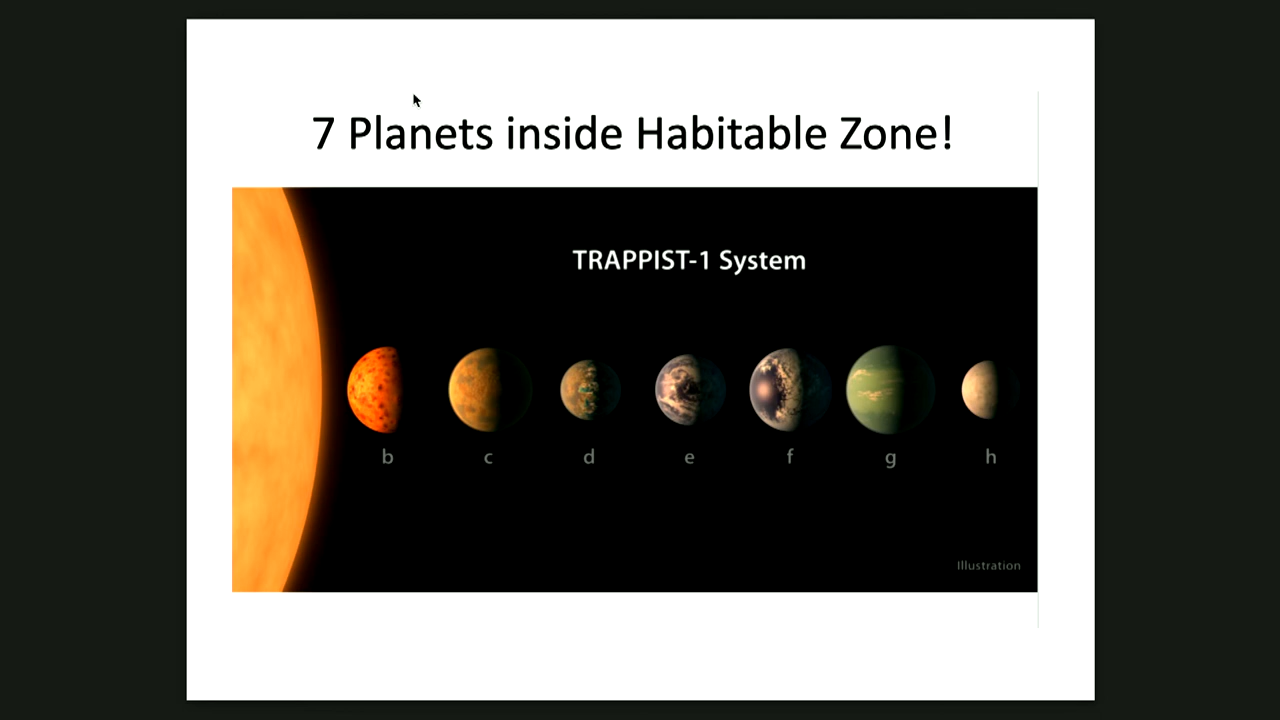 7 Planets inside Habitable Zone!
TRAPPIST-1 System
b c d e f g h
Illustration